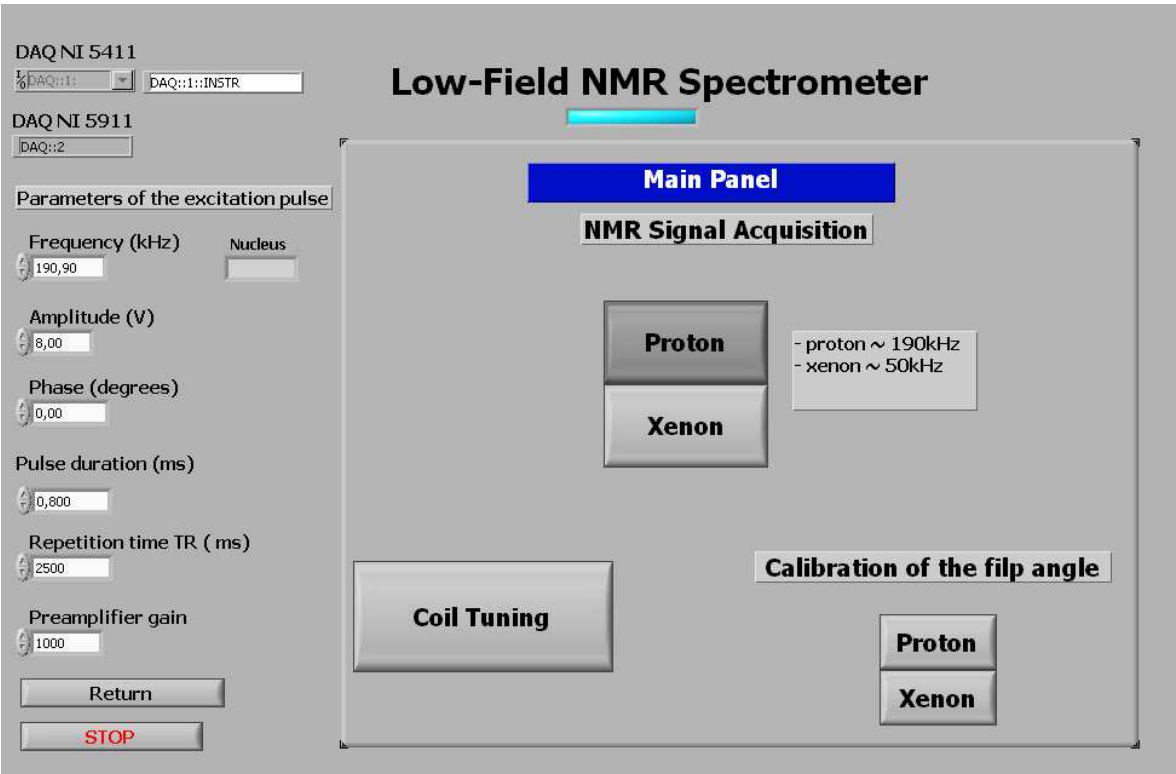 DAQ NI 5411
DAQ::1:
DAQ::1::INSTR
Low-Field NMR Spectrometer
DAQ NI 5911
DAQ::2
Main Panel
Parameters of the excitation pulse
NMR Signal Acquisition
Frequency (kHz)
Nucleus
190,90
Amplitude (V)
8,00
Proton
- proton ~ 190kHz
- xenon ~ 50kHz
Phase (degrees)
0,00
Xenon
Pulse duration (ms)
0,800
Repetition time TR ( ms)
2500
Calibration of the filp angle
Coil Tuning
Preamplifier gain
1000
Proton
Return
Xenon
STOP